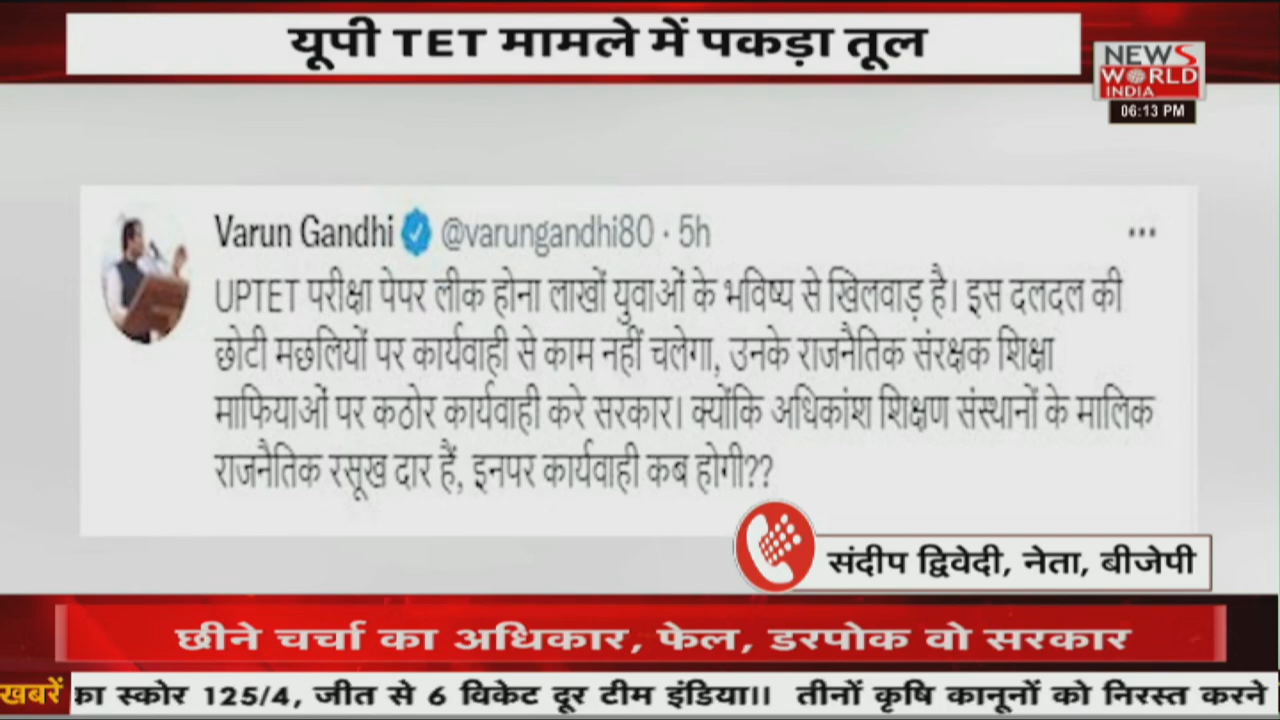 यूपी TET मामले में पकड़ा तूल
NEWS
WORLD
INDIA
06:13 PM
Varun Gandhi @varungandhi80 · 5h
UPTET परीक्षा पेपर लीक होना लाखों युवाओं के भविष्य से खिलवाड़ है। इस दलदल की
छोटी मछलियों पर कार्यवाही से काम नहीं चलेगा, उनके राजनैतिक संरक्षक शिक्षा
माफियाओं पर कठोर कार्यवाही करे सरकार। क्योंकि अधिकांश शिक्षण संस्थानों के मालिक
राजनैतिक रसूख दार हैं, इनपर कार्यवाही कब होगी??
संदीप द्विवेदी, नेता, बीजेपी
छीने चर्चा का अधिकार, फेल, डरपोक वो सरकार
खबरें का स्कोर 125/4, जीत से 6 विकेट दूर टीम इंडिया।। तीनों कृषि कानूनों को निरस्त करने